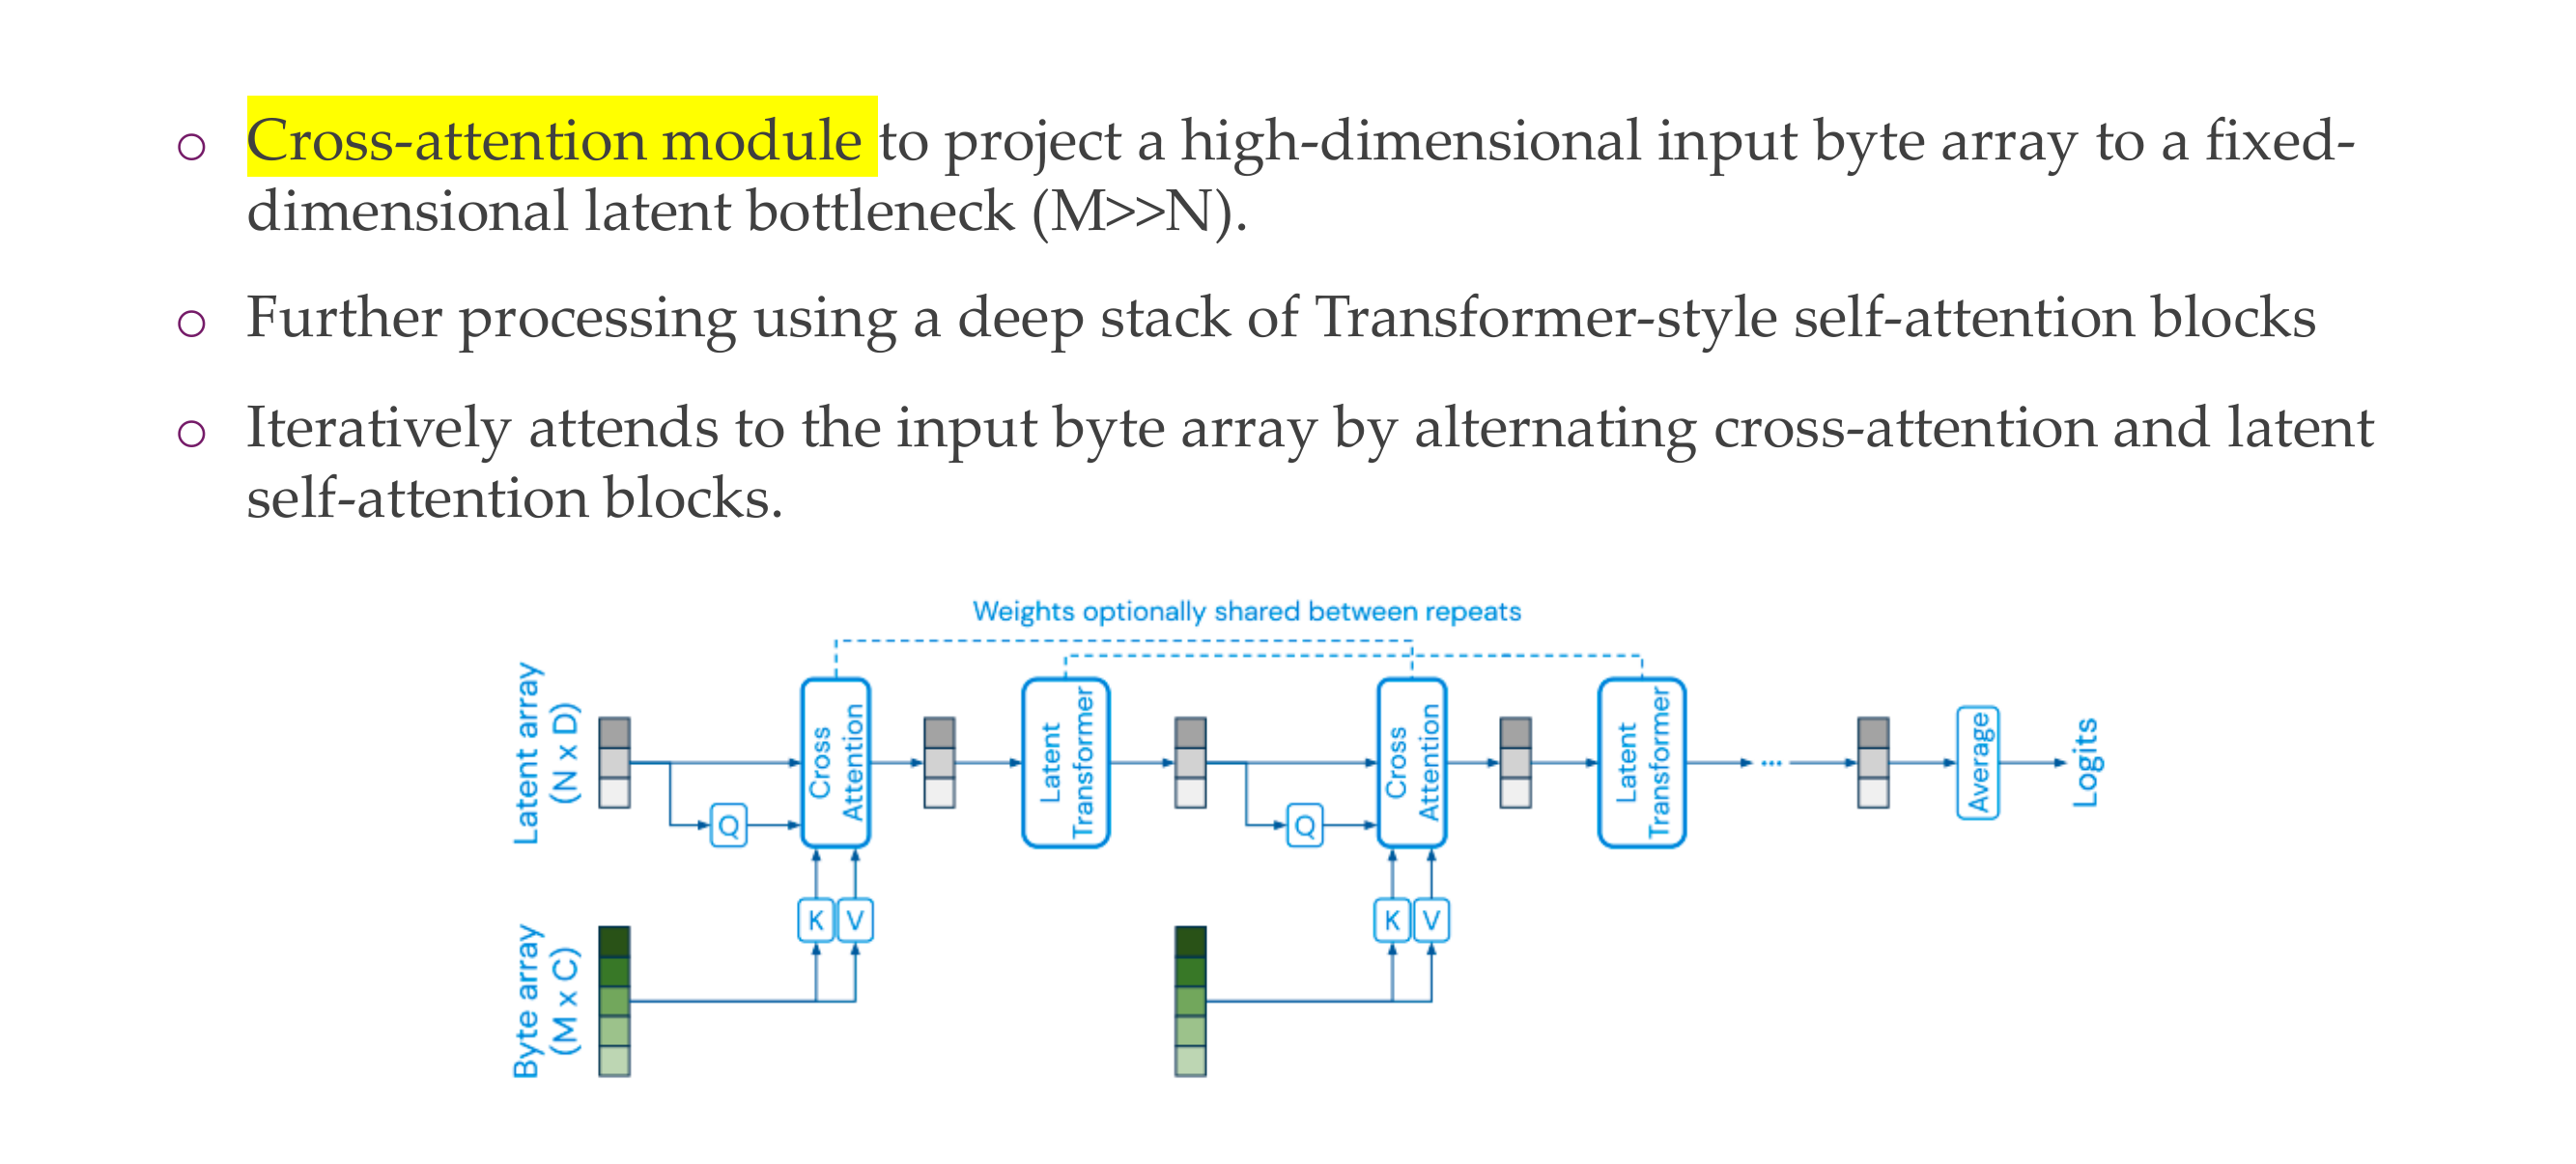 Cross-attention module to project a high-dimensional input byte array to a fixed-
dimensional latent bottleneck (M>>N).
Further processing using a deep stack of Transformer-style self-attention blocks
Iteratively attends to the input byte array by alternating cross-attention and latent
self-attention blocks.
Weights optionally shared between repeats
Latent array
(N x D)
Q
Cross
Attention
Latent
Transformer
Q
Cross
Attention
Latent
Transformer
...
Average
Logits
K V
K V
Byte array
(M x C)